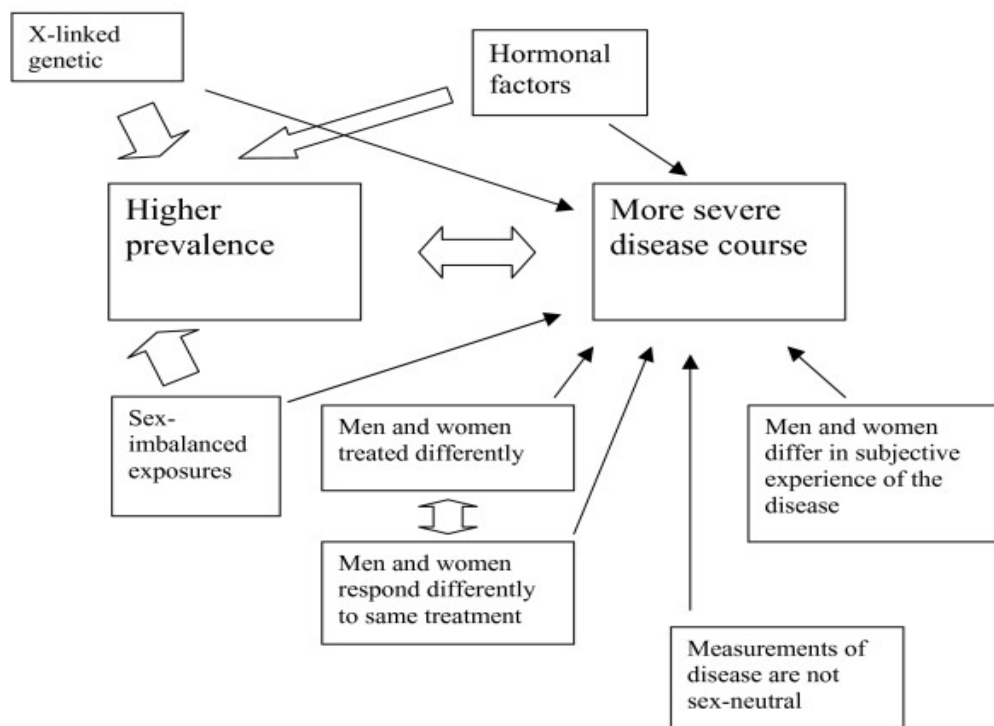 X-linked
genetic
Hormonal
factors
Higher
prevalence
More severe
disease course
Sex-
imbalanced
exposures
Men and women
treated differently
Men and women
differ in subjective
experience of the
disease
Men and women
respond differently
to same treatment
Measurements of
disease are not
sex-neutral